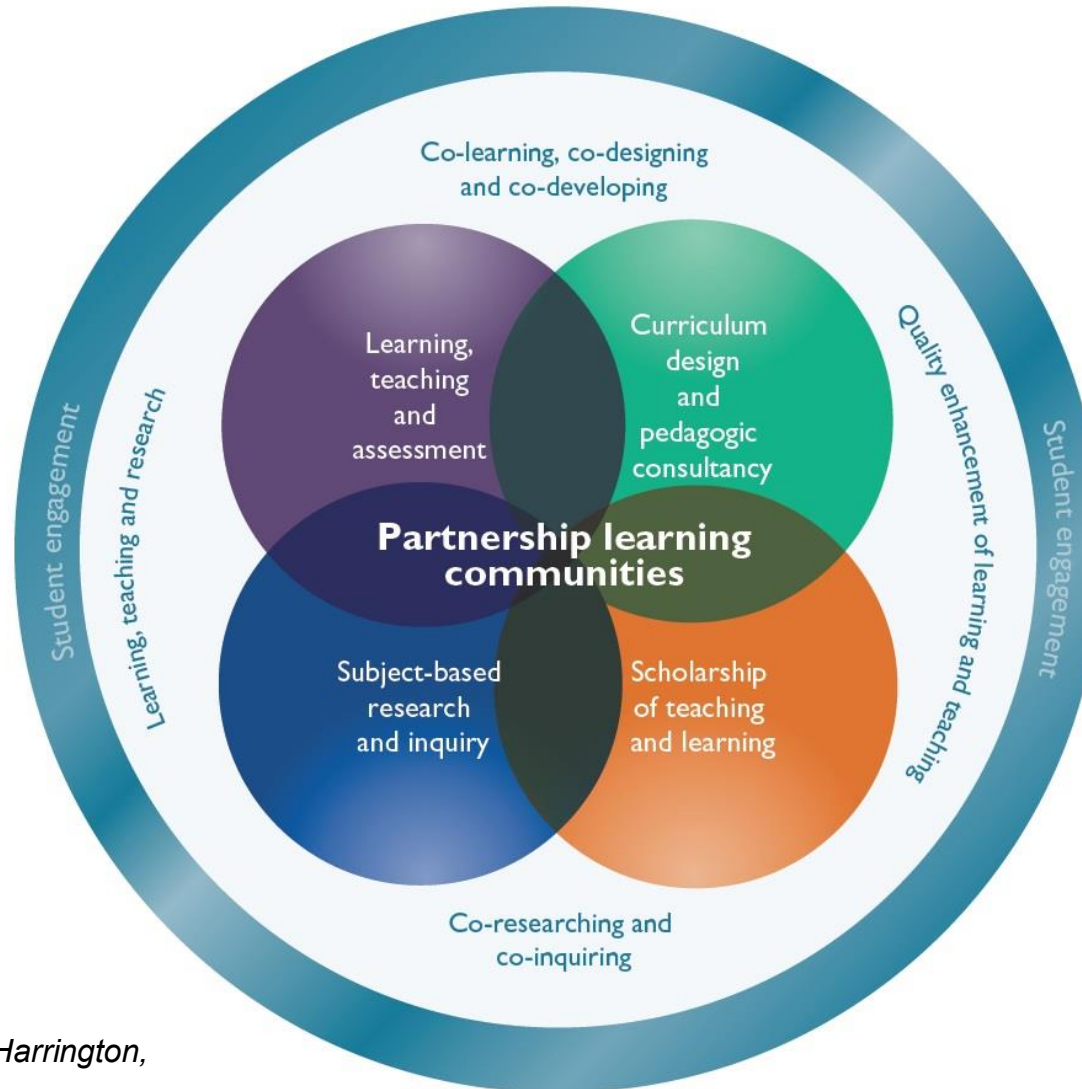 Co-learning, co-designing
and co-developing
Learning,
teaching
and
assessment
Curriculum
design
and
pedagogic
consultancy
Student engagement
Learning, teaching and research
Quality enhancement of learning and teaching
Student engagement
Partnership learning
communities
Subject-based
research
and inquiry
Scholarship
of teaching
and learning
Co-researching and
co-inquiring
Harrington,